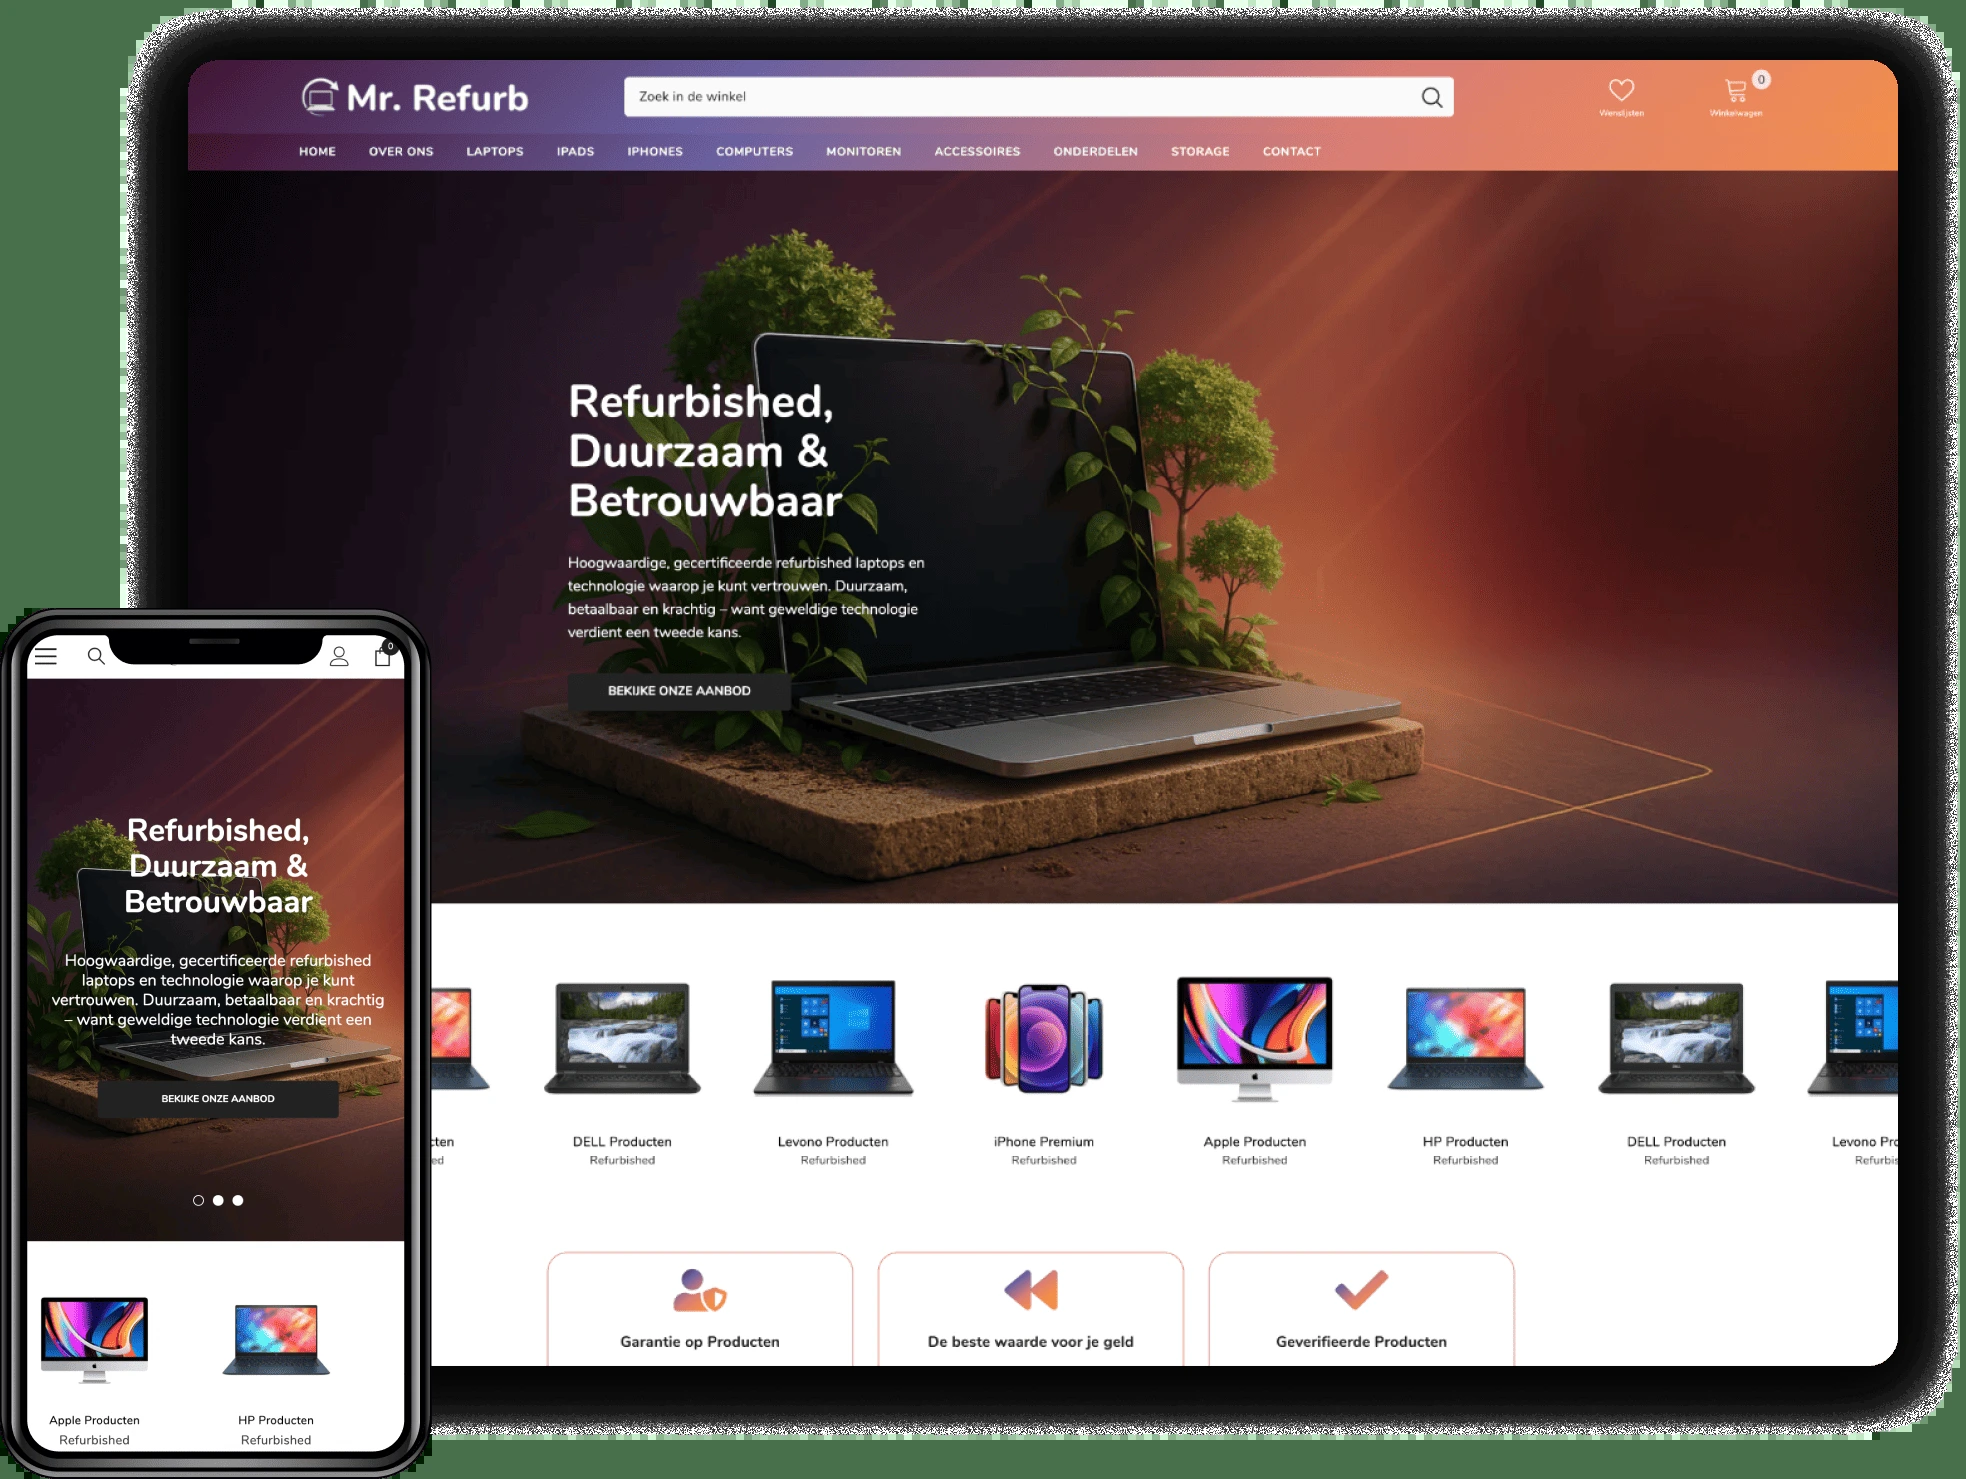 Mr. Refurb
Zoek in de winkel
Wenslijsten
0
Winkelwagen
HOME OVER ONS LAPTOPS IPADS IPHONES COMPUTERS MONITOREN ACCESSOIRES ONDERDELEN STORAGE CONTACT
Refurbished,
Duurzaam &
Betrouwbaar
Hoogwaardige, gecertificeerde refurbished laptops en
technologie waarop je kunt vertrouwen. Duurzaam,
betaalbaar en krachtig – want geweldige technologie
verdient een tweede kans.
BEKIJKE ONZE AANBOD
cten
ed
DELL Producten
Refurbished
Levono Producten
Refurbished
iPhone Premium
Refurbished
Apple Producten
Refurbished
HP Producten
Refurbished
DELL Producten
Refurbished
Levono Pro
Refurbis
Garantie op Producten
De beste waarde voor je geld
Geverifieerde Producten
0
Refurbished,
Duurzaam &
Betrouwbaar
Hoogwaardige, gecertificeerde refurbished
laptops en technologie waarop je kunt
vertrouwen. Duurzaam, betaalbaar en krachtig
– want geweldige technologie verdient een
tweede kans.
BEKIJKE ONZE AANBOD
Apple Producten
Refurbished
HP Producten
Refurbished